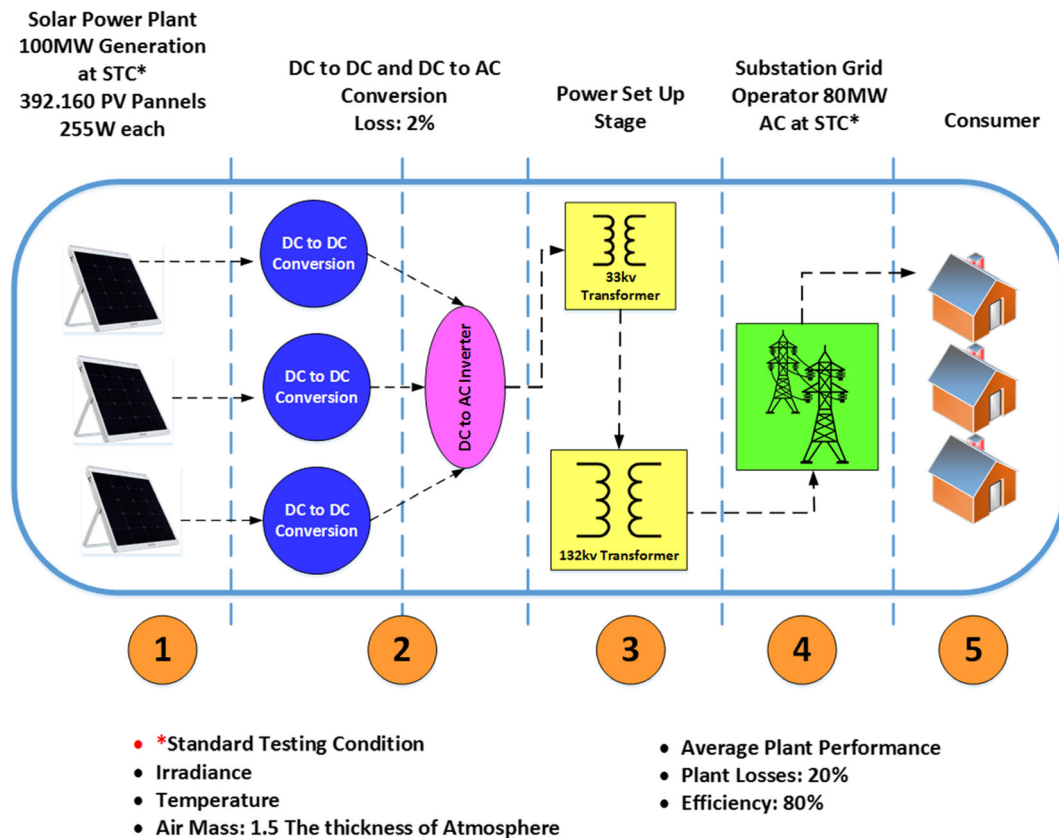 Solar Power Plant
100MW Generation
at STC*
392.160 PV Pannels
255W each
DC to DC and DC to AC
Conversion
Loss: 2%
Power Set Up
Stage
Substation Grid
Operator 80MW
AC at STC*
Consumer
DC to DC
Conversion
DC to DC
Conversion
DC to DC
Conversion
DC to AC Inverter
33kv
Transformer
132kv Transformer
1
2
3
4
5
• *Standard Testing Condition
• Irradiance
• Temperature
• Air Mass: 1.5 The thickness of Atmosphere
• Average Plant Performance
• Plant Losses: 20%
• Efficiency: 80%